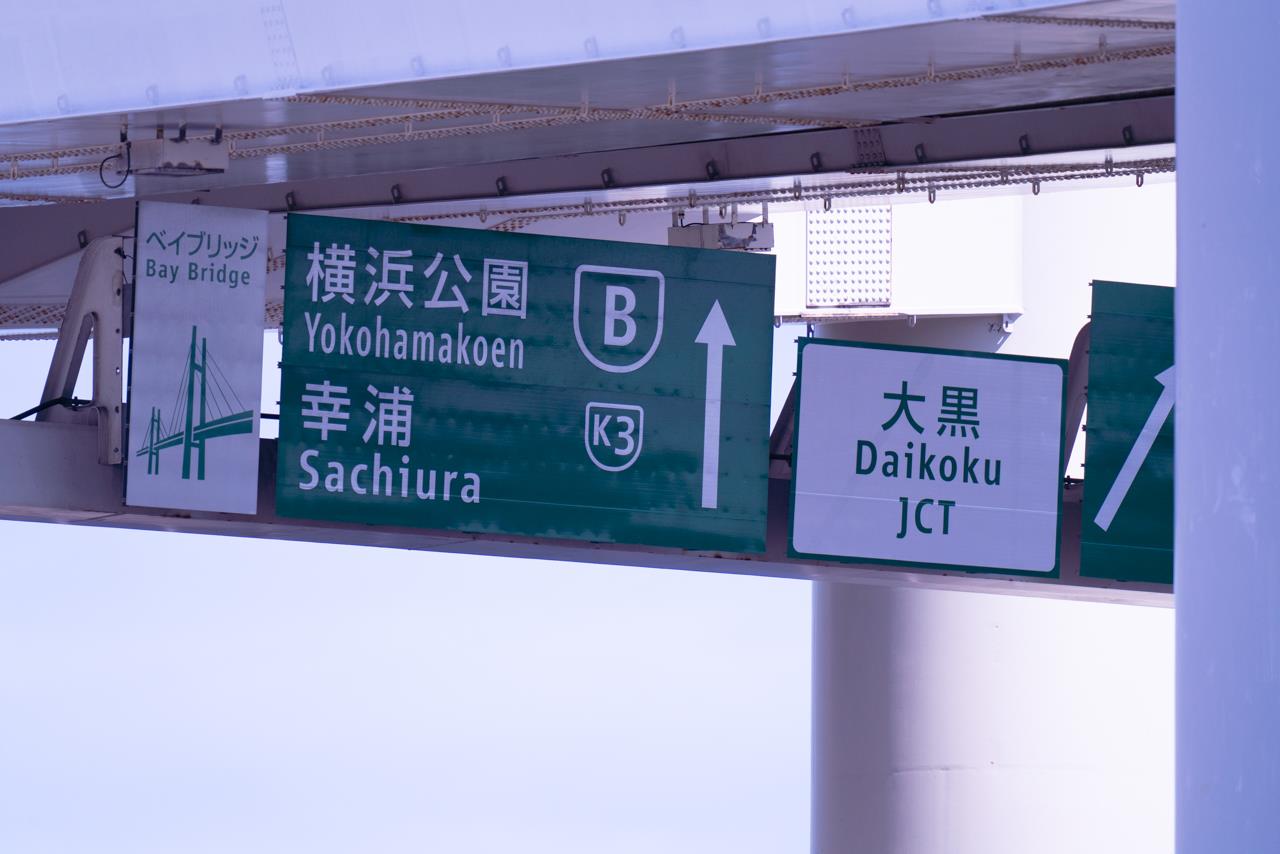 ベイブリッジ
Bay Bridge
横浜公園
Yokohamakoen
B
幸浦
Sachiura
K3
大黒
Daikoku
JCT